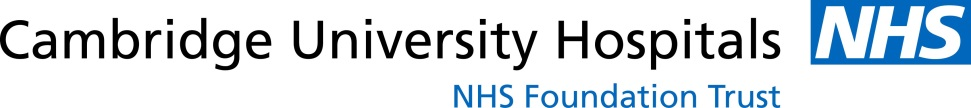 Cambridge University Hospitals NHS
NHS Foundation Trust